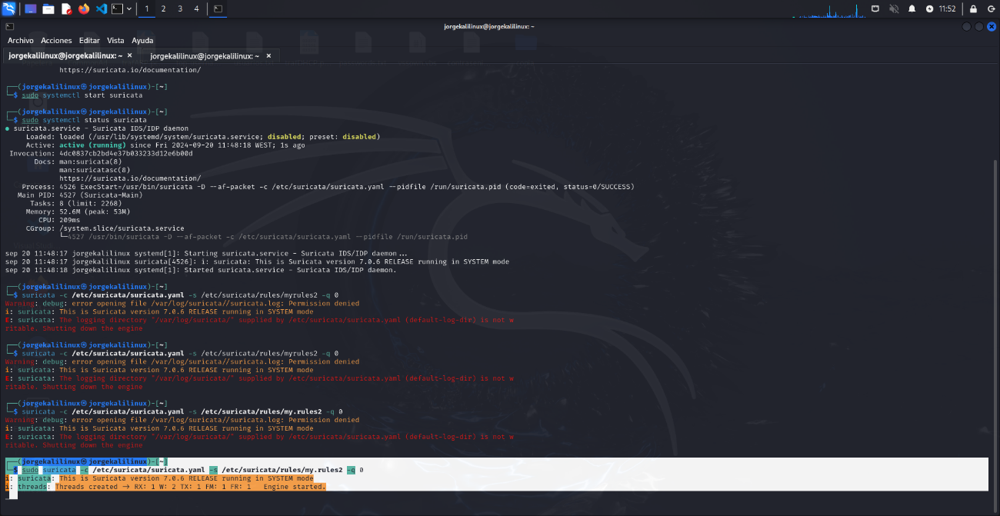 1 2 3 4 11:52
jorgekalilinux@jorgekalilinux: ~
Archivo Acciones Editar Vista Ayuda
jorgekalilinux@jorgekalilinux: ~ × jorgekalilinux@jorgekalilinux: ~ ×
https://suricata.io/documentation/
┌──(jorgekalilinux㉿jorgekalilinux)-[~]
└─$ sudo systemctl start suricata
┌──(jorgekalilinux㉿jorgekalilinux)-[~]
└─$ sudo systemctl status suricata
● suricata.service - Suricata IDS/IDP daemon
Loaded: loaded (/usr/lib/systemd/system/suricata.service; disabled; preset: disabled)
Active: active (running) since Fri 2024-09-20 11:48:18 WEST; 1s ago
Invocation: 4dc0837cb2bd4e37b033233d12e6b00d
Docs: man:suricata(8)
man:suricatasc(8)
https://suricata.io/documentation/
Process: 4526 ExecStart=/usr/bin/suricata -D --af-packet -c /etc/suricata/suricata.yaml --pidfile /run/suricata.pid (code=exited, status=0/SUCCESS)
Main PID: 4527 (Suricata-Main)
Tasks: 8 (limit: 2268)
Memory: 52.6M (peak: 53M)
CPU: 209ms
CGroup: /system.slice/suricata.service
└─4527 /usr/bin/suricata -D --af-packet -c /etc/suricata/suricata.yaml --pidfile /run/suricata.pid
sep 20 11:48:17 jorgekalilinux systemd[1]: Starting suricata.service - Suricata IDS/IDP daemon...
sep 20 11:48:17 jorgekalilinux suricata[4526]: i: suricata: This is Suricata version 7.0.6 RELEASE running in SYSTEM mode
sep 20 11:48:18 jorgekalilinux systemd[1]: Started suricata.service - Suricata IDS/IDP daemon.
┌──(jorgekalilinux㉿jorgekalilinux)-[~]
└─$ suricata -c /etc/suricata/suricata.yaml -s /etc/suricata/rules/myrules2 -q 0
Warning: debug: error opening file /var/log/suricata//suricata.log: Permission denied
i: suricata: This is Suricata version 7.0.6 RELEASE running in SYSTEM mode
E: suricata: The logging directory "/var/log/suricata/" supplied by /etc/suricata/suricata.yaml (default-log-dir) is not w
ritable. Shutting down the engine
┌──(jorgekalilinux㉿jorgekalilinux)-[~]
└─$ suricata -c /etc/suricata/suricata.yaml -s /etc/suricata/rules/myrules2 -q 0
Warning: debug: error opening file /var/log/suricata//suricata.log: Permission denied
i: suricata: This is Suricata version 7.0.6 RELEASE running in SYSTEM mode
E: suricata: The logging directory "/var/log/suricata/" supplied by /etc/suricata/suricata.yaml (default-log-dir) is not w
ritable. Shutting down the engine
┌──(jorgekalilinux㉿jorgekalilinux)-[~]
└─$ suricata -c /etc/suricata/suricata.yaml -s /etc/suricata/rules/my.rules2 -q 0
Warning: debug: error opening file /var/log/suricata//suricata.log: Permission denied
i: suricata: This is Suricata version 7.0.6 RELEASE running in SYSTEM mode
E: suricata: The logging directory "/var/log/suricata/" supplied by /etc/suricata/suricata.yaml (default-log-dir) is not w
ritable. Shutting down the engine
┌──(jorgekalilinux㉿jorgekalilinux)-[~]
└─$ sudo suricata -c /etc/suricata/suricata.yaml -s /etc/suricata/rules/my.rules2 -q 0
i: suricata: This is Suricata version 7.0.6 RELEASE running in SYSTEM mode
i: threads: Threads created -> RX: 1 W: 2 TX: 1 FM: 1 FR: 1 Engine started.